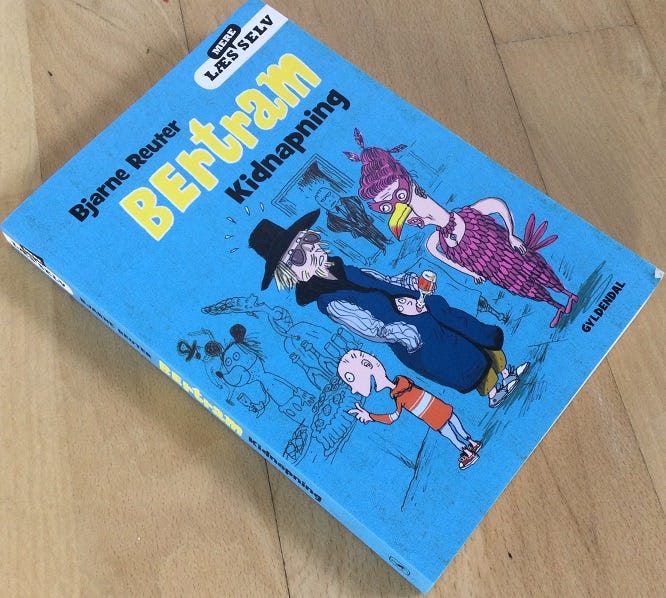 MERE
LÆS SELV
Bjarne Reuter
BErtram
Kidnapning
GYLDENDAL
BJARNE REUTER BErtram Kidnapning